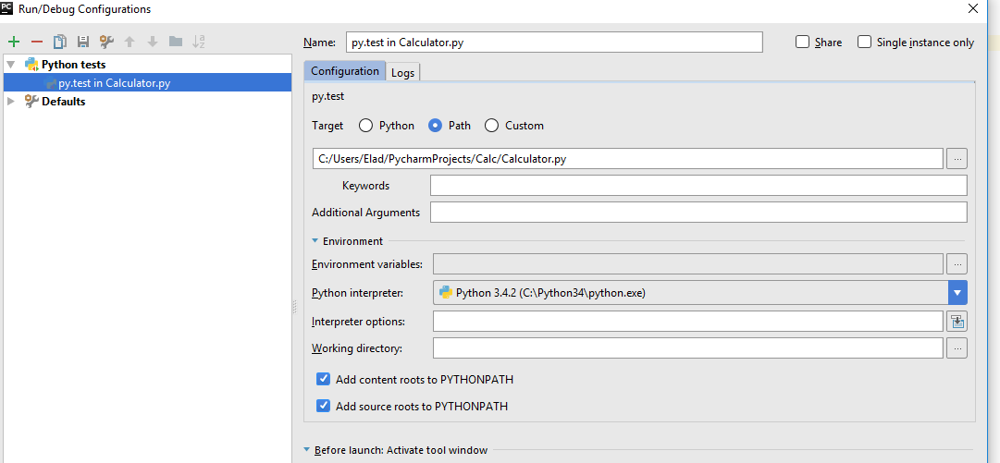 PC Run/Debug Configurations
Name: py.test in Calculator.py Share Single instance only
Python tests
py.test in Calculator.py
Defaults
Configuration Logs
py.test
Target Python Path Custom
C:/Users/Elad/PycharmProjects/Calc/Calculator.py ...
Keywords
Additional Arguments
Environment
Environment variables: ...
Python interpreter: Python 3.4.2 (C:\Python34\python.exe)
Interpreter options:
Working directory: ...
Add content roots to PYTHONPATH
Add source roots to PYTHONPATH
Before launch: Activate tool window